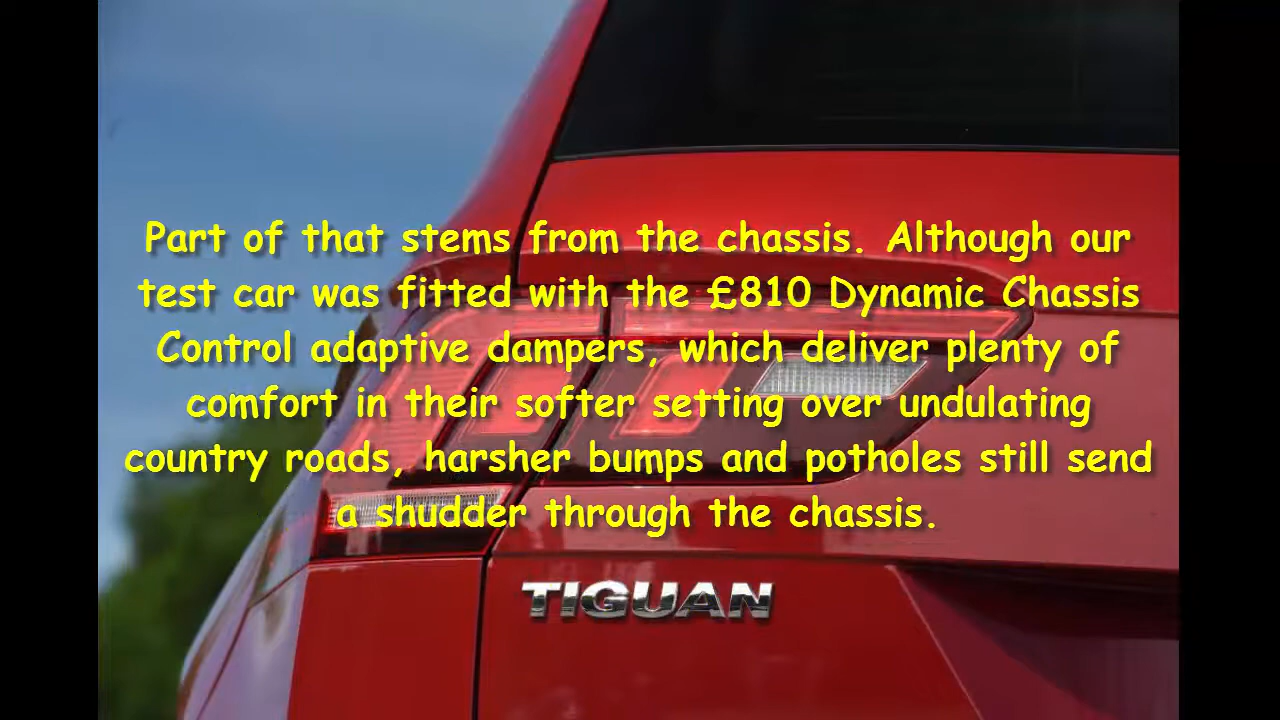 Part of that stems from the chassis. Although our
test car was fitted with the £810 Dynamic Chassis
Control adaptive dampers, which deliver plenty of
comfort in their softer setting over undulating
country roads, harsher bumps and potholes still send
a shudder through the chassis.
TIGUAN